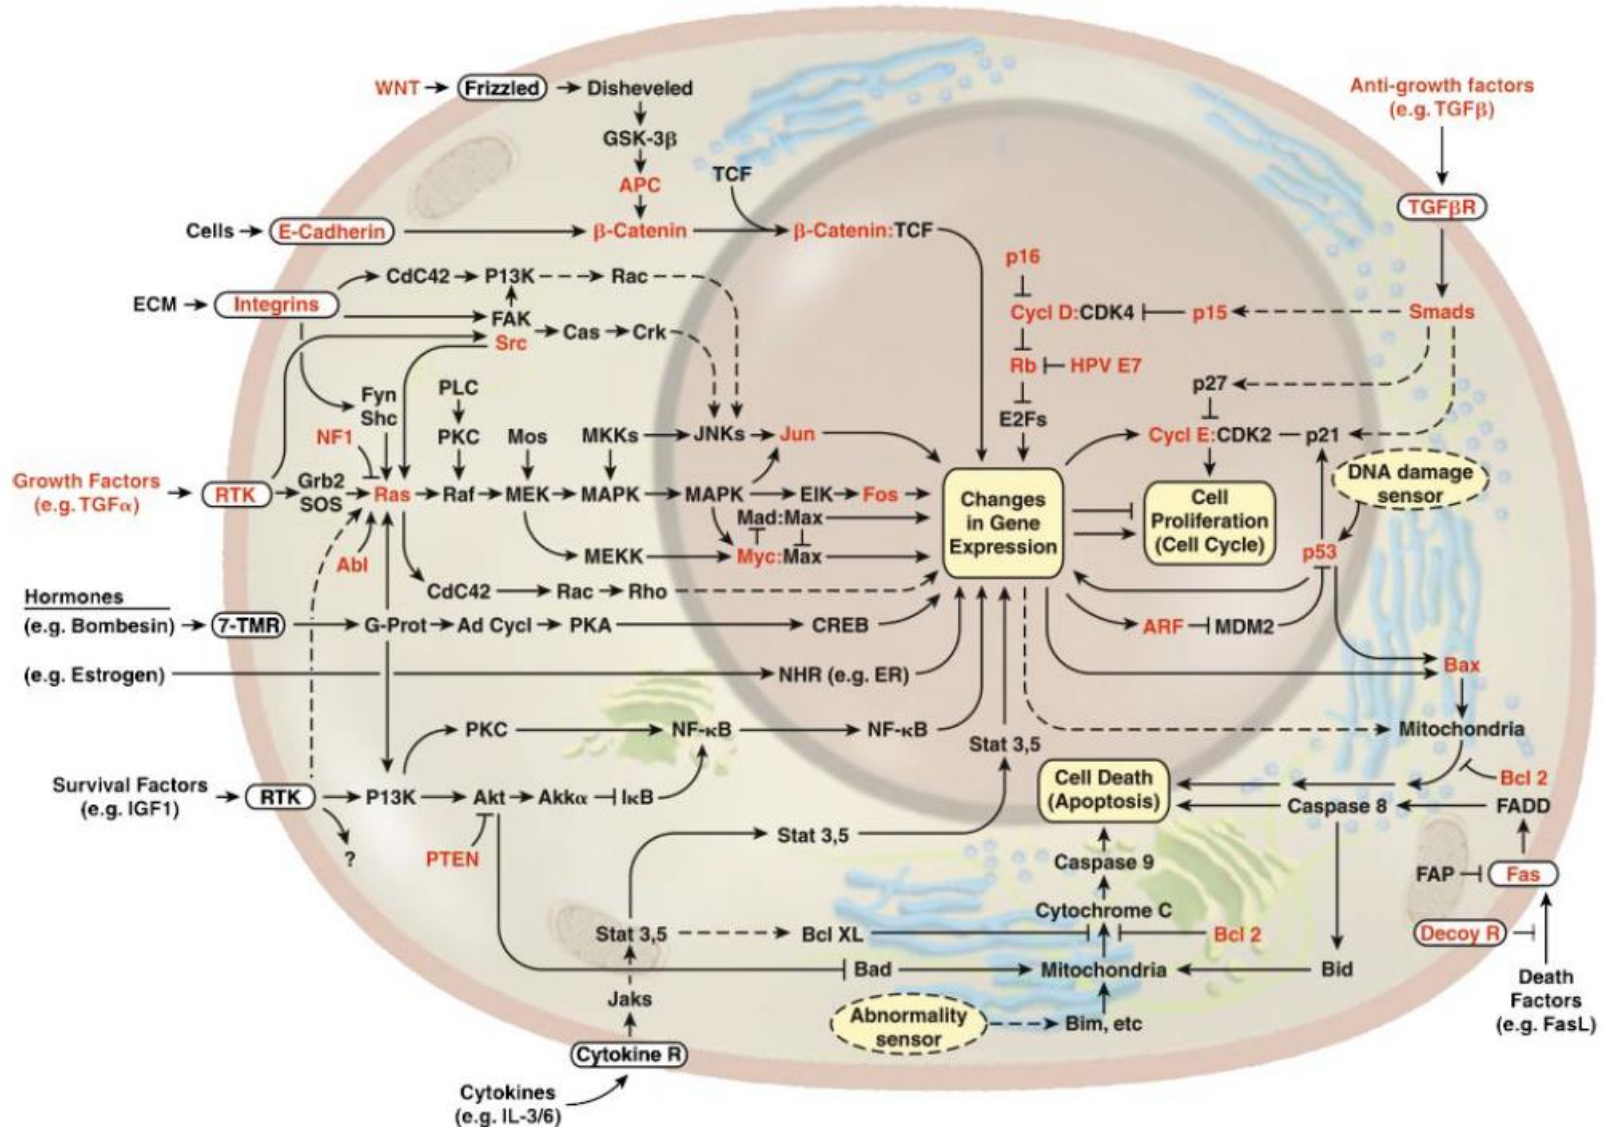 WNT
Frizzled
Disheveled
GSK-3β
APC
TCF
Cells
E-Cadherin
β-Catenin
β-Catenin:TCF
CdC42
P13K
Rac
ECM
Integrins
FAK
Src
Cas
Crk
Fyn
Shc
PLC
NF1
PKC
Mos
MKKs
JNKs
Jun
Growth Factors
(e.g. TGFα)
RTK
Grb2
SOS
Ras
Raf
MEK
MAPK
MAPK
ElK
Fos
Mad:Max
Abl
MEKK
Myc:Max
CdC42
Rac
Rho
Hormones
(e.g. Bombesin)
7-TMR
G-Prot
Ad Cycl
PKA
CREB
(e.g. Estrogen)
NHR (e.g. ER)
PKC
NF-κB
NF-κB
Stat 3,5
Survival Factors
(e.g. IGF1)
RTK
P13K
Akt
Akkα
IκB
?
PTEN
Stat 3,5
Stat 3,5
Bcl XL
Bad
Jaks
Cytokine R
Cytokines
(e.g. IL-3/6)
Anti-growth factors
(e.g. TGFβ)
TGFβR
Smads
p16
Cycl D:CDK4
p15
Rb
HPV E7
E2Fs
p27
Cycl E:CDK2
p21
DNA damage
sensor
Changes
in Gene
Expression
Cell
Proliferation
(Cell Cycle)
p53
ARF
MDM2
Bax
Mitochondria
Bcl 2
Cell Death
(Apoptosis)
Caspase 8
FADD
Caspase 9
FAP
Fas
Cytochrome C
Bcl 2
Decoy R
Mitochondria
Bid
Death
Factors
(e.g. FasL)
Abnormality
sensor
Bim, etc